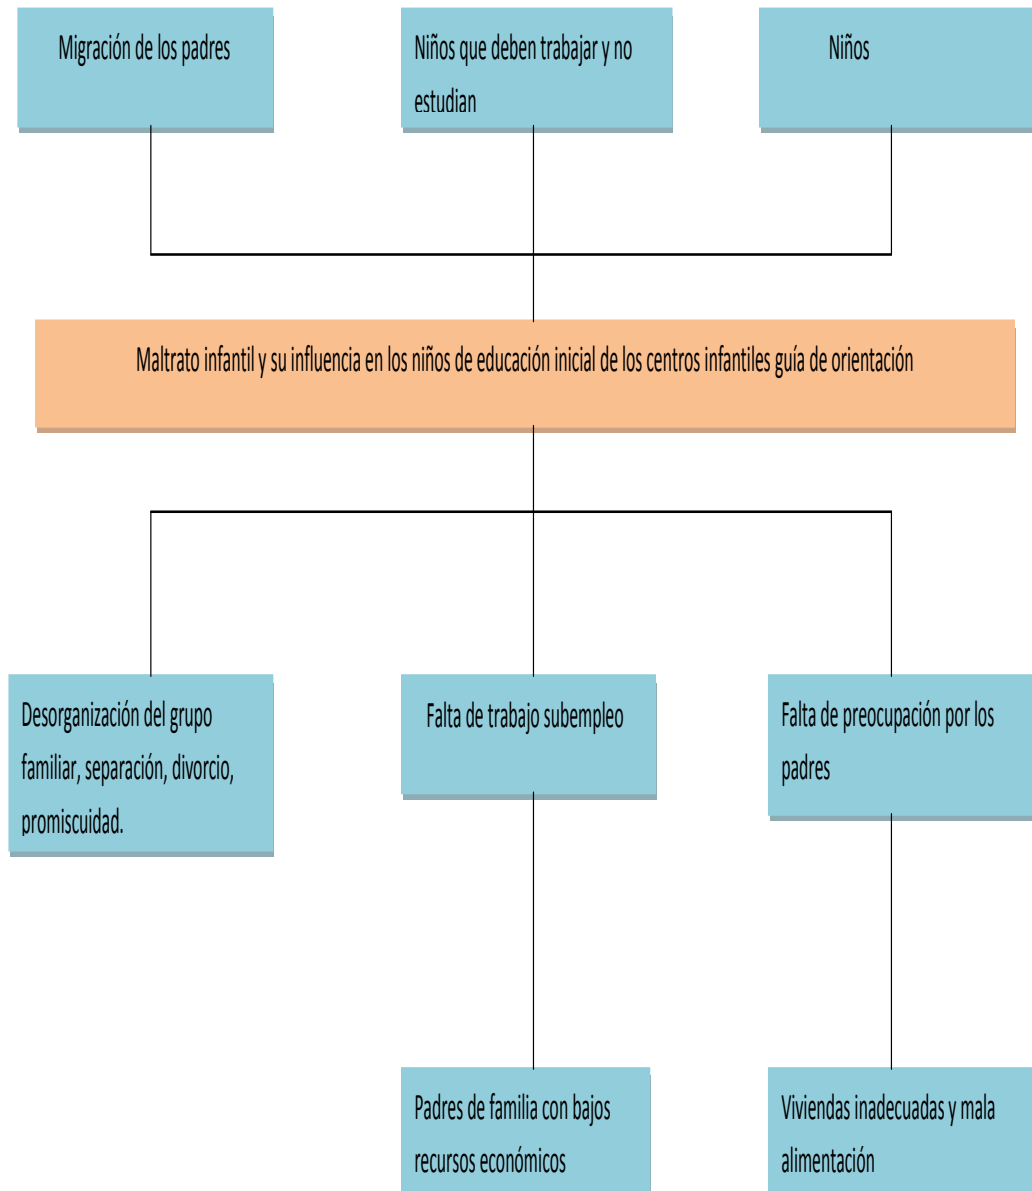 Migración de los padres
Niños que deben trabajar y no
estudian
Niños
Maltrato infantil y su influencia en los niños de educación inicial de los centros infantiles guía de orientación
Desorganización del grupo
familiar, separación, divorcio,
promiscuidad.
Falta de trabajo subempleo
Falta de preocupación por los
padres
Padres de familia con bajos
recursos económicos
Viviendas inadecuadas y mala
alimentación